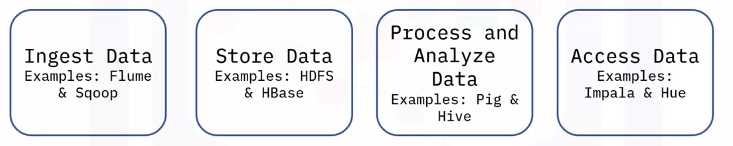 Ingest Data
Examples: Flume
& Sqoop
Store Data
Examples: HDFS
& HBase
Process and
Analyze
Data
Examples: Pig &
Hive
Access Data
Examples:
Impala & Hue